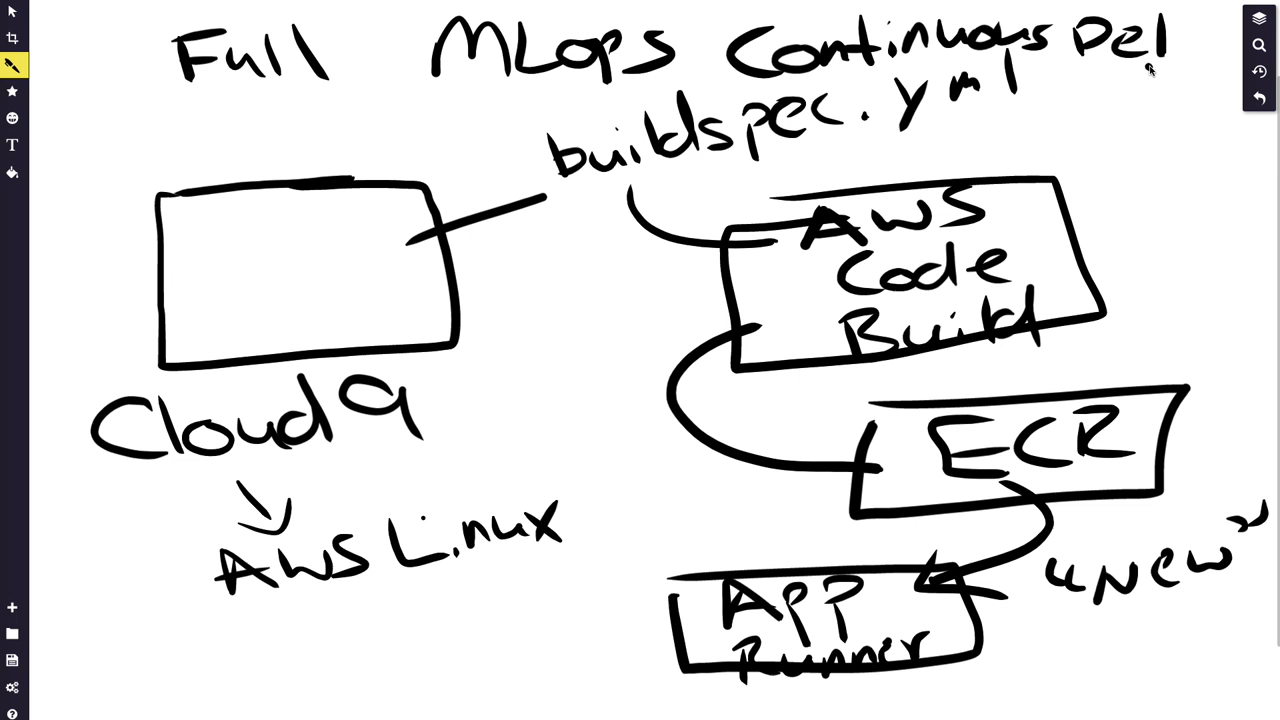 Full MLOps Continuous Del
buildspec.yml
AWS
Code
Build
Cloud9
ECR
AWS Linux
"New"
App
Runner
T